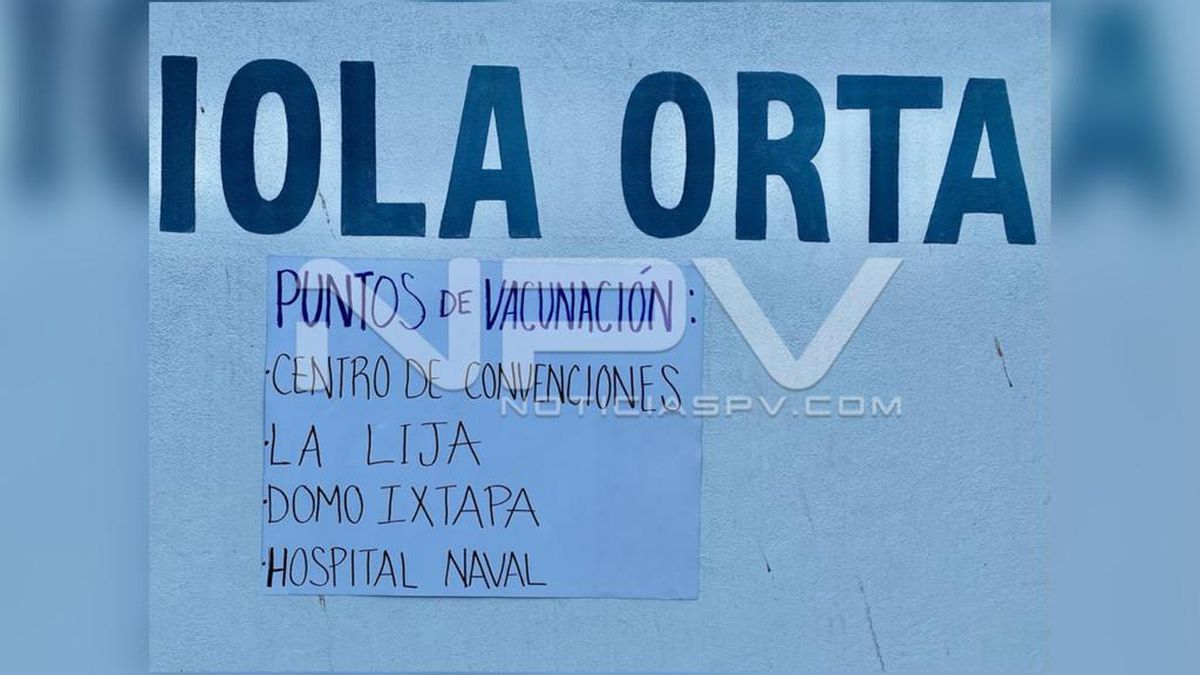 IOLA ORTA
PUNTOS DE VACUNACIÓN:
·CENTRO DE CONVENCIONES
·LA LIJA
·DOMO IXTAPA
·HOSPITAL NAVAL
NPV
NOTICIASPV.COM